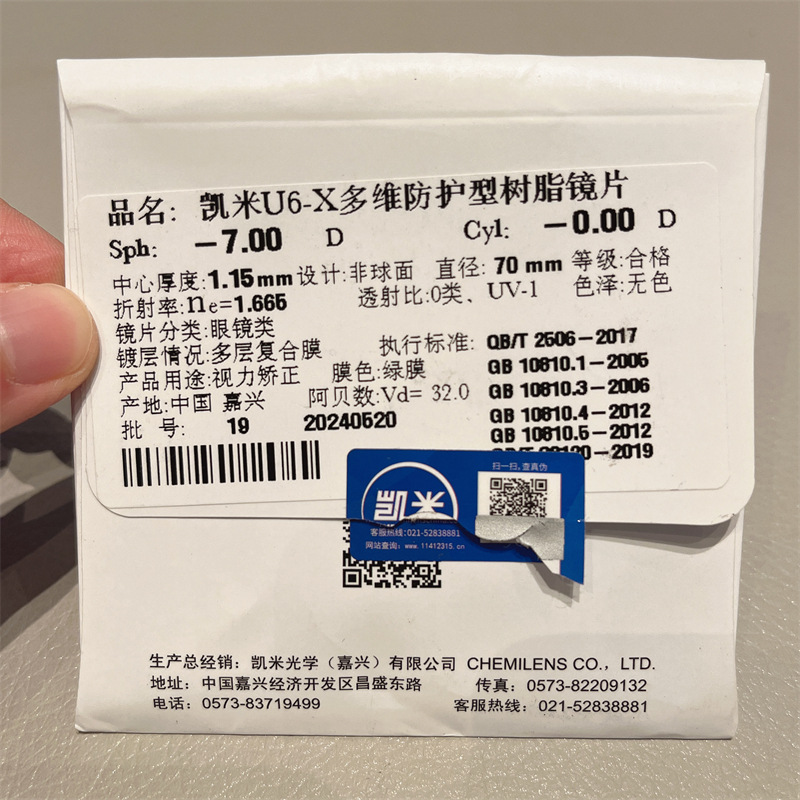 品名: 凯米U6-X多维防护型树脂镜片
Sph: -7.00 D Cyl: -0.00 D
中心厚度:1.15mm 设计:非球面 直径: 70 mm 等级:合格
折射率:ne=1.665 透射比:0类、UV-1 色泽:无色
镜片分类:眼镜类
镀层情况:多层复合膜 执行标准: QB/T 2506-2017
产品用途:视力矫正 膜色:绿膜 GB 10810.1-2005
产地:中国 嘉兴 阿贝数:Vd= 32.0 GB 10810.3-2006
批 号: 19 20240520 GB 10810.4-2012
GB 10810.5-2012
-2019
扫一扫,查真伪
凯米
客服热线:021-52838881
网站查询: www.11412315.cn
生产总经销: 凯米光学（嘉兴）有限公司 CHEMILENS CO., LTD.
地址: 中国嘉兴经济开发区昌盛东路 传真: 0573-82209132
电话: 0573-83719499 客服热线: 021-52838881